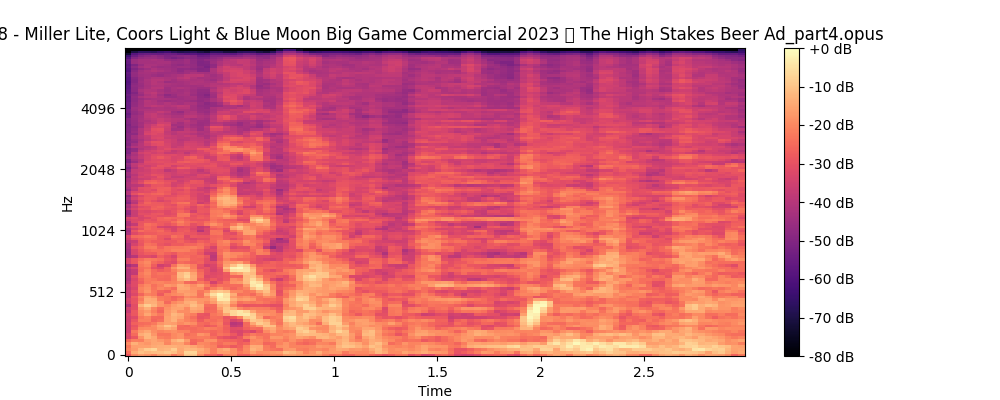 8 - Miller Lite, Coors Light & Blue Moon Big Game Commercial 2023 ▯ The High Stakes Beer Ad_part4.opus
Hz
4096
2048
1024
512
0
0 0.5 1 1.5 2 2.5
Time
+0 dB
-10 dB
-20 dB
-30 dB
-40 dB
-50 dB
-60 dB
-70 dB
-80 dB